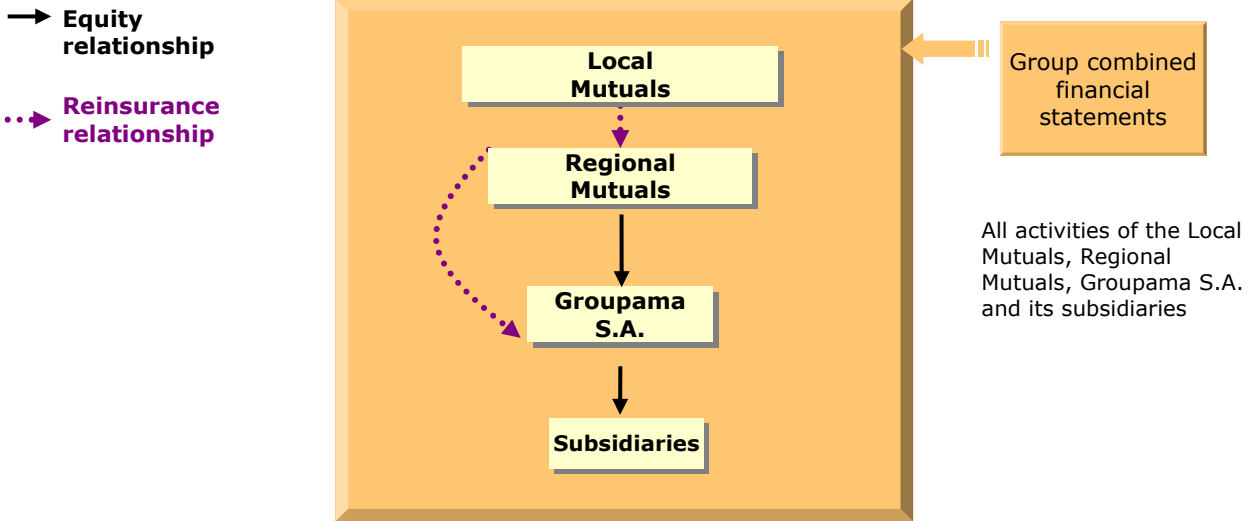 Equity
relationship
Reinsurance
relationship
Local
Mutuals
Regional
Mutuals
Groupama
S.A.
Subsidiaries
Group combined
financial
statements
All activities of the Local
Mutuals, Regional
Mutuals, Groupama S.A.
and its subsidiaries